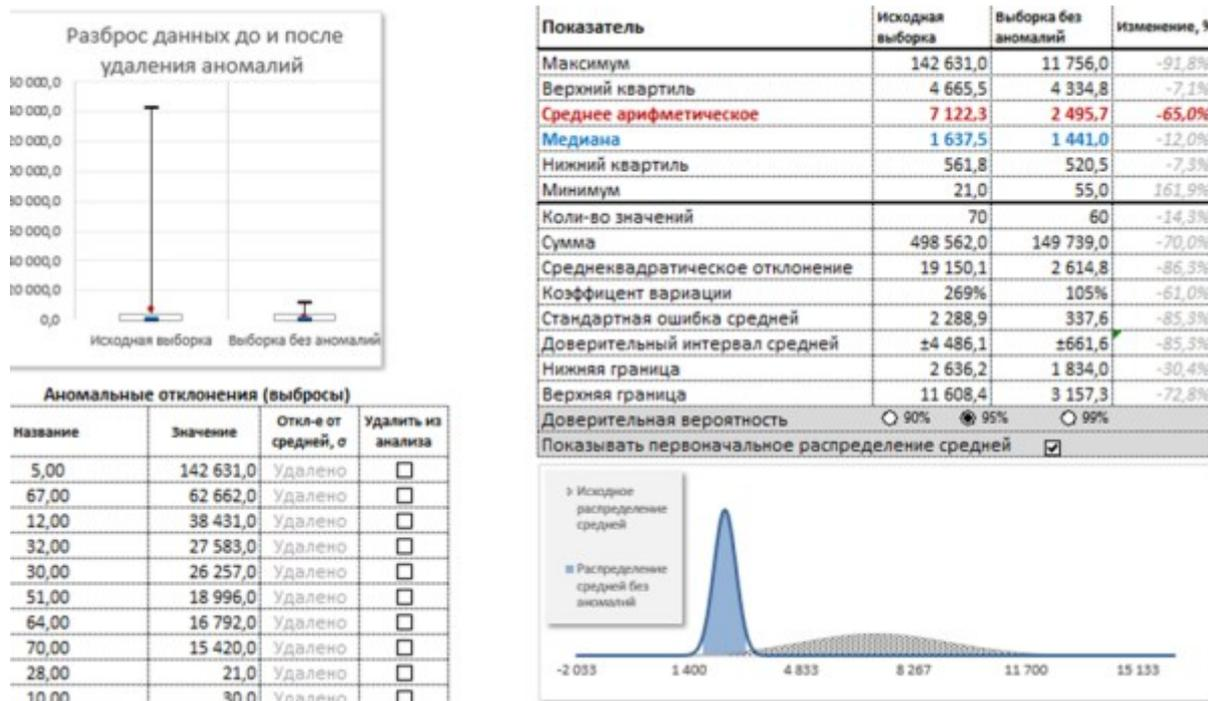 Разброс данных до и после
удаления аномалий
40 000,0
20 000,0
0,0
Исходная выборка Выборка без аномалий
Аномальные отклонения (выбросы)
Название Значение Откл-е от средней, σ Удалить из анализа
5,00 142 631,0 Удалено
67,00 62 662,0 Удалено
12,00 38 431,0 Удалено
32,00 27 583,0 Удалено
30,00 26 257,0 Удалено
51,00 18 996,0 Удалено
64,00 16 792,0 Удалено
70,00 15 420,0 Удалено
28,00 21,0 Удалено
10,00 30,0 Удалено
Показатель Исходная выборка Выборка без аномалий Изменение, %
Максимум 142 631,0 11 756,0 -91,8%
Верхний квартиль 4 665,5 4 334,8 -7,1%
Среднее арифметическое 7 122,3 2 495,7 -65,0%
Медиана 1 637,5 1 441,0 -12,0%
Нижний квартиль 561,8 520,5 -7,3%
Минимум 21,0 55,0 161,9%
Коли-во значений 70 60 -14,3%
Сумма 498 562,0 149 739,0 -70,0%
Среднеквадратическое отклонение 19 150,1 2 614,8 -86,3%
Коэффицент вариации 269% 105% -61,0%
Стандартная ошибка средней 2 288,9 337,6 -85,3%
Доверительный интервал средней ±4 486,1 ±661,6 -85,3%
Нижняя граница 2 636,2 1 834,0 -30,4%
Верхняя граница 11 608,4 3 157,3 -72,8%
Доверительная вероятность 90% 95% 99%
Показывать первоначальное распределение средней
Исходное
распределение
средней
Распределение
средней без
аномалий
-2 033 1 400 4 833 8 267 11 700 15 133